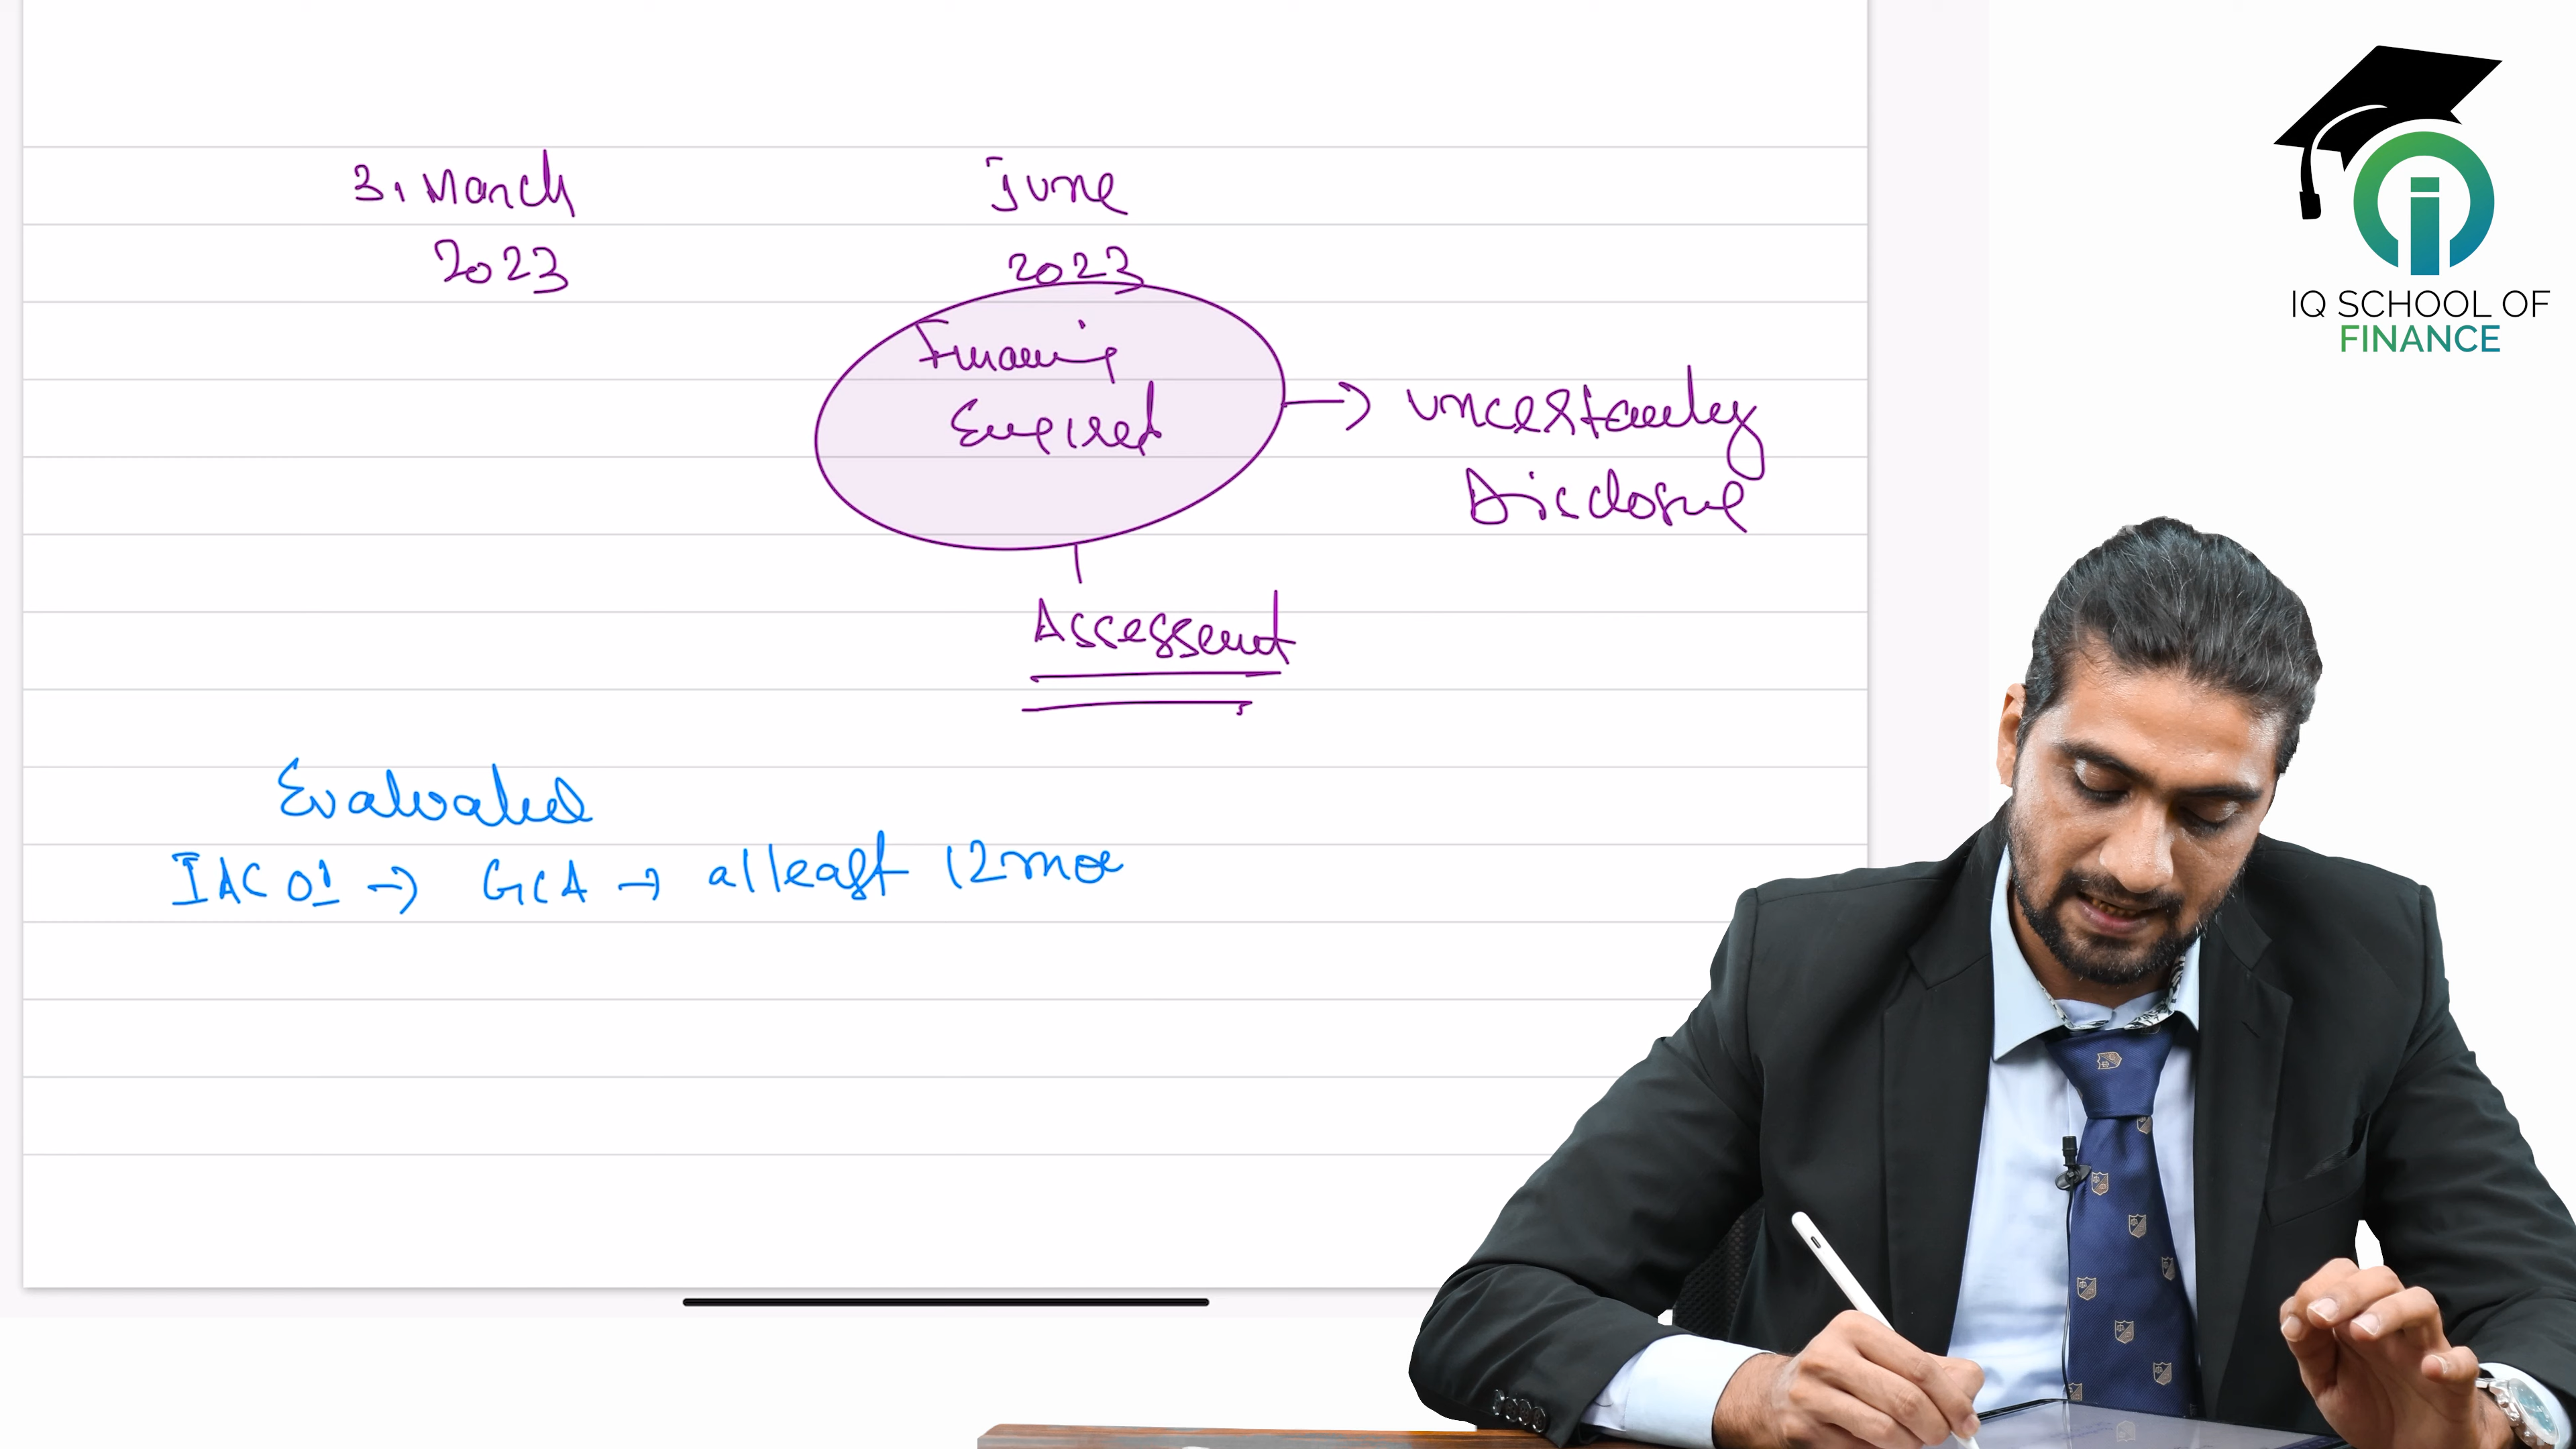 31 March
2023
June
2023
Financing
Expired
uncertainty
Disclosure
Assessment
Evaluated
IAS 01 → GCA → atleast 12 mo
IQ SCHOOL OF
FINANCE